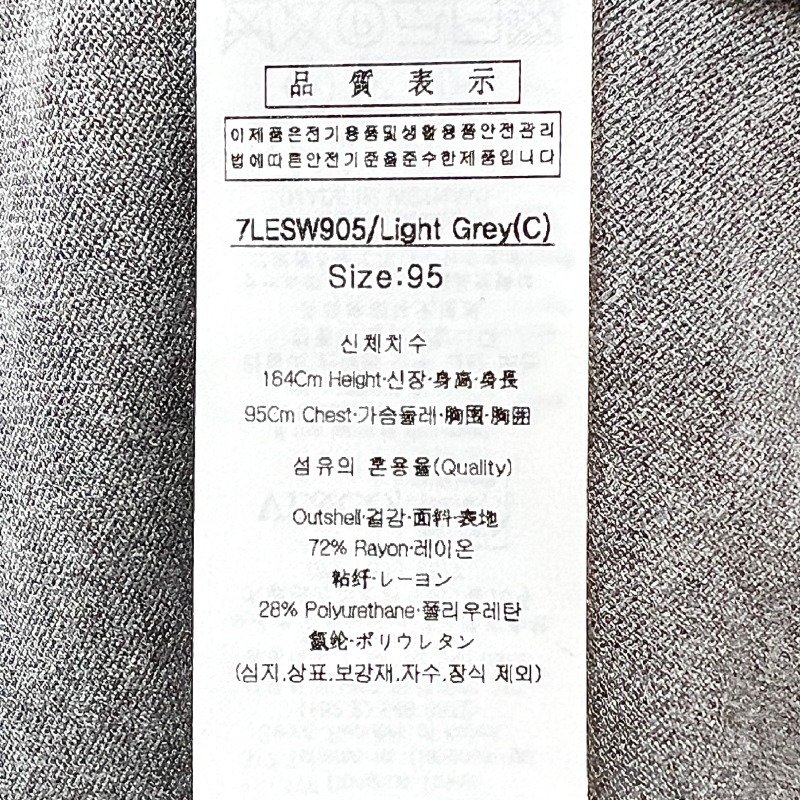 品質表示
이제품은전기용품및생활용품안전관리
법에따른안전기준을준수한제품입니다
7LESW905/Light Grey(C)
Size:95
신체치수
164Cm Height·신장·身高·身長
95Cm Chest·가슴둘레·胸围·胸囲
섬유의 혼용율(Quality)
Outshell·겉감·面料·表地
72% Rayon·레이온
粘纤·レーヨン
28% Polyurethane·폴리우레탄
氨纶·ポリウレタン
(심지.상표.보강재.자수.장식 제외)